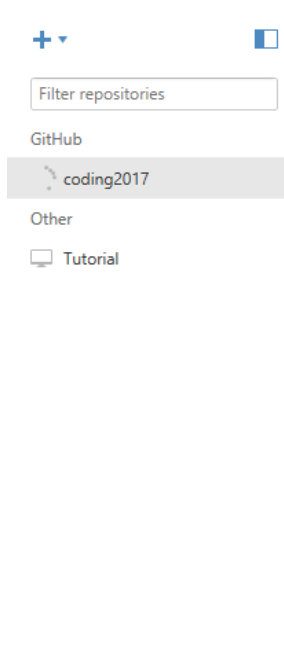 Filter repositories
GitHub
coding2017
Other
Tutorial